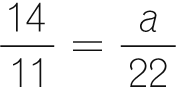 14/11 = a/22